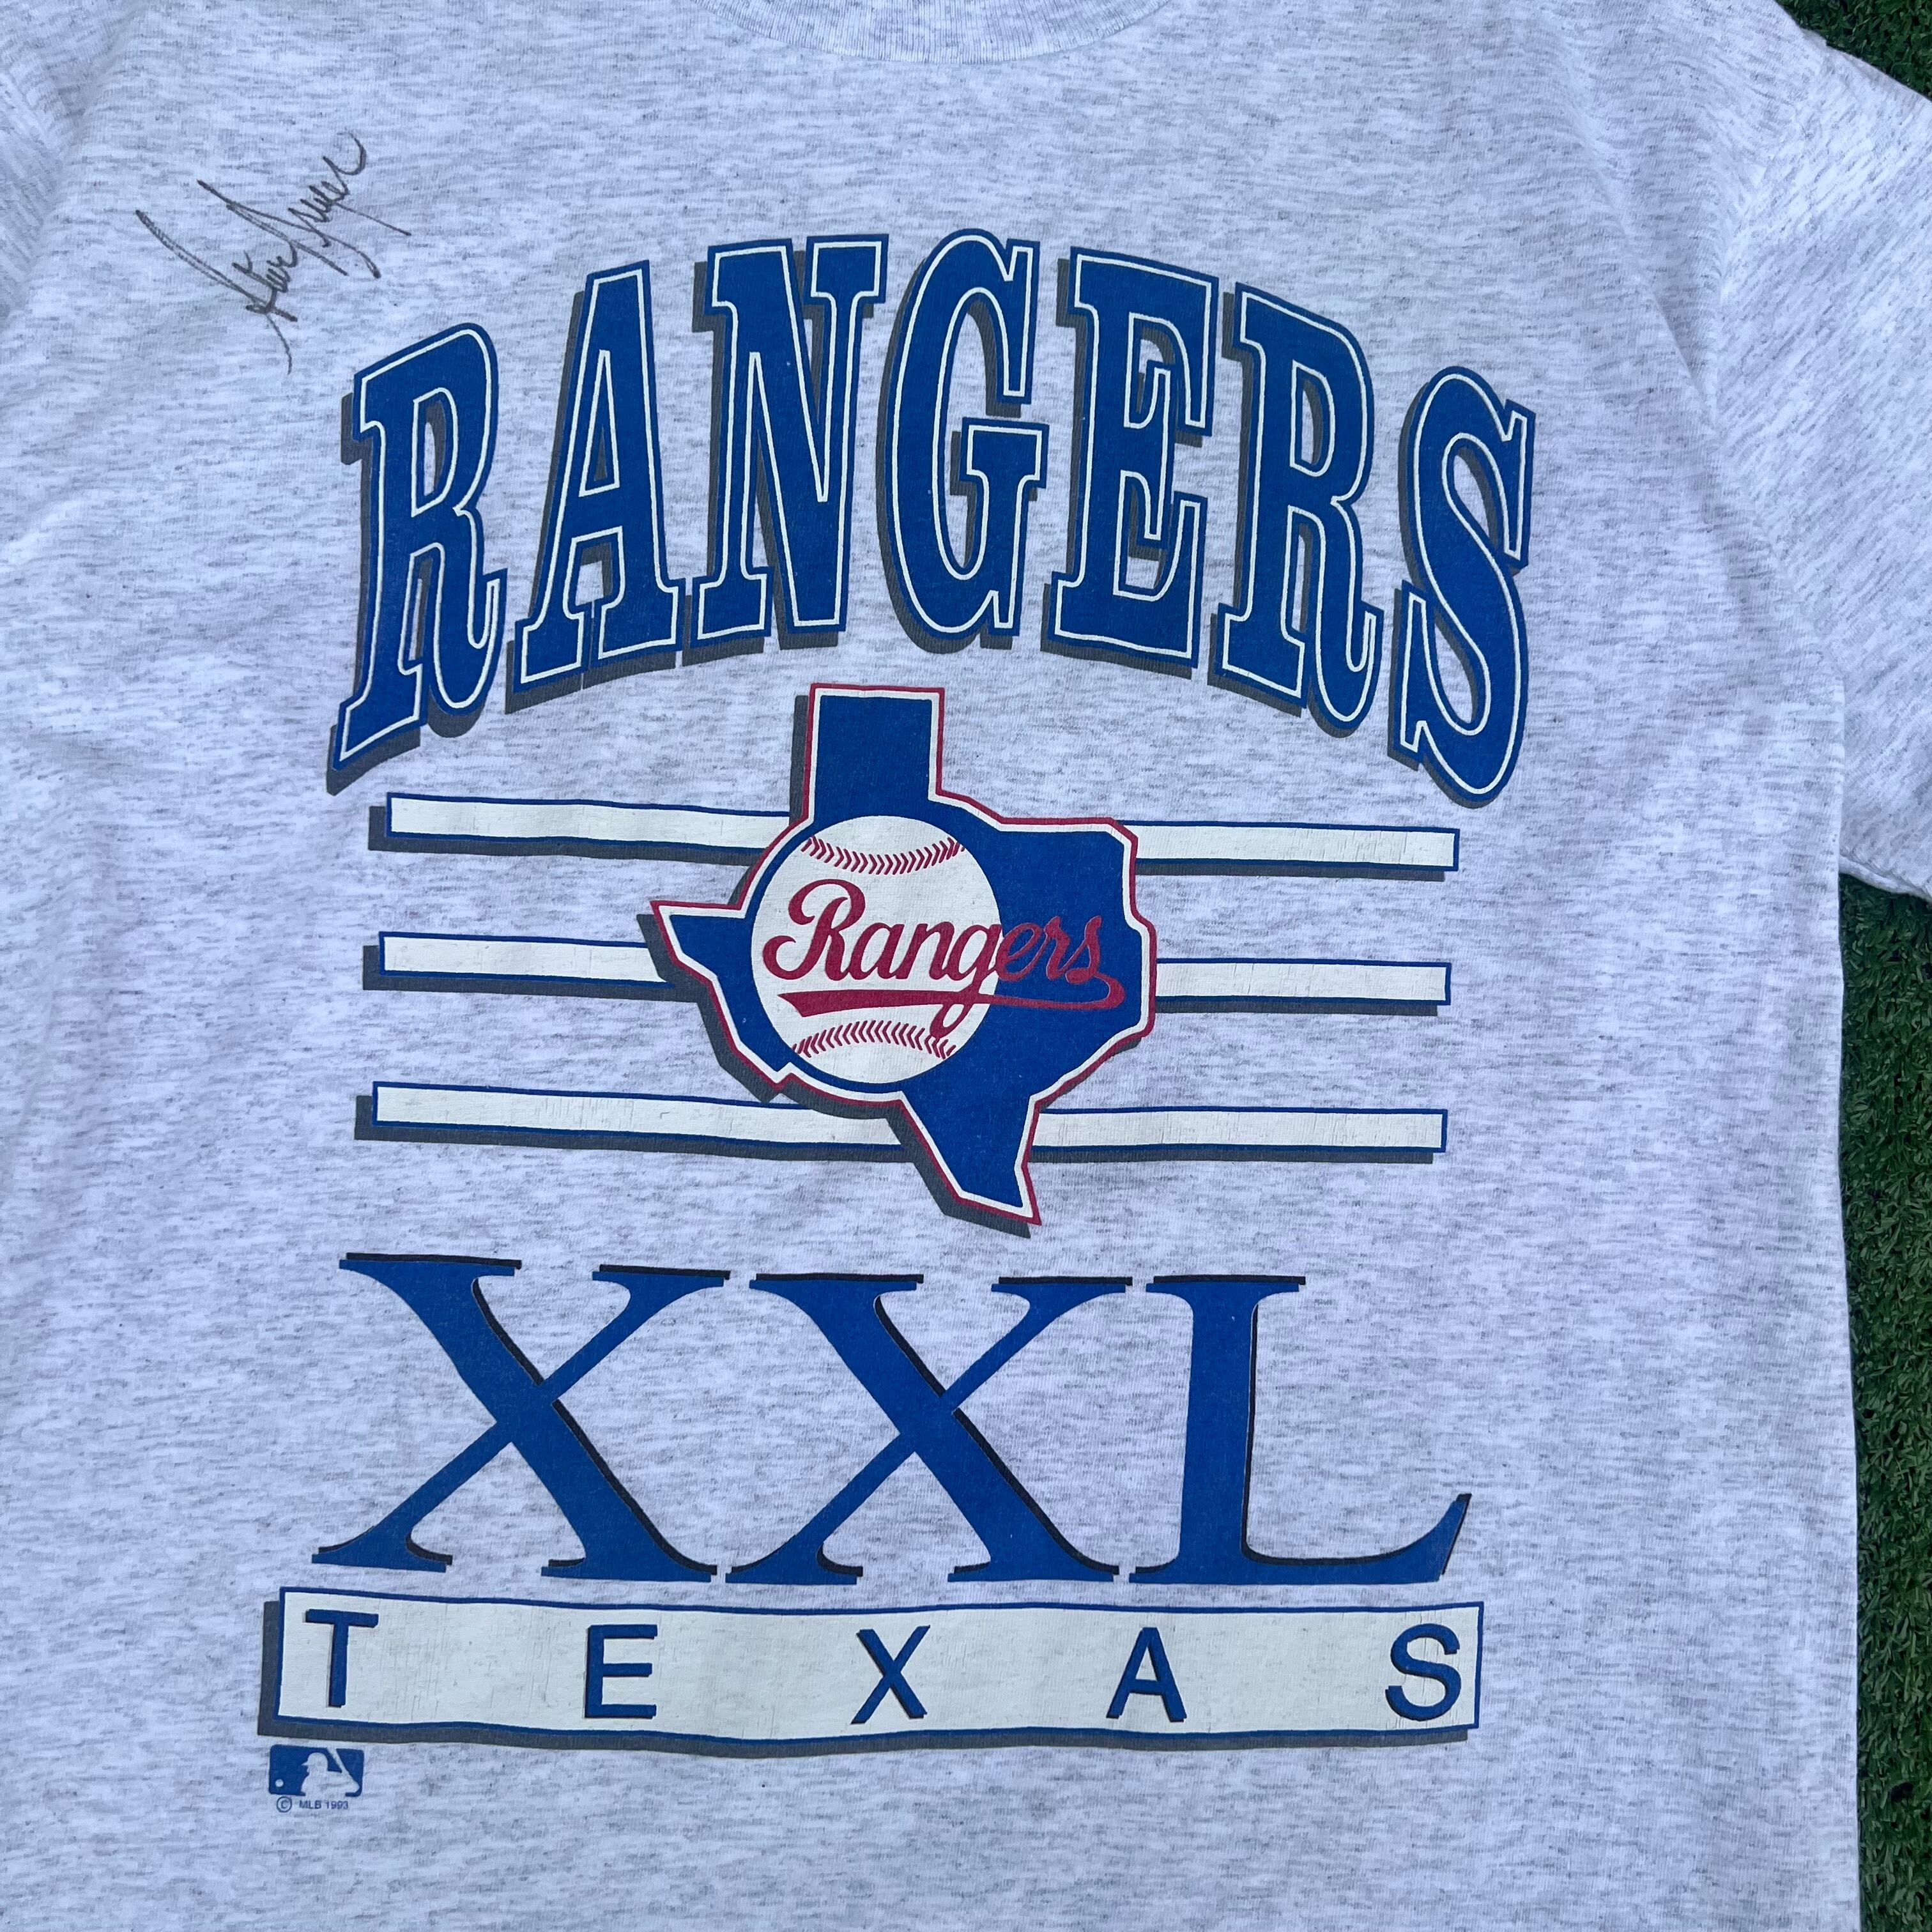 RANGERS
Rangers
XXL
TEXAS
© MLB 1993